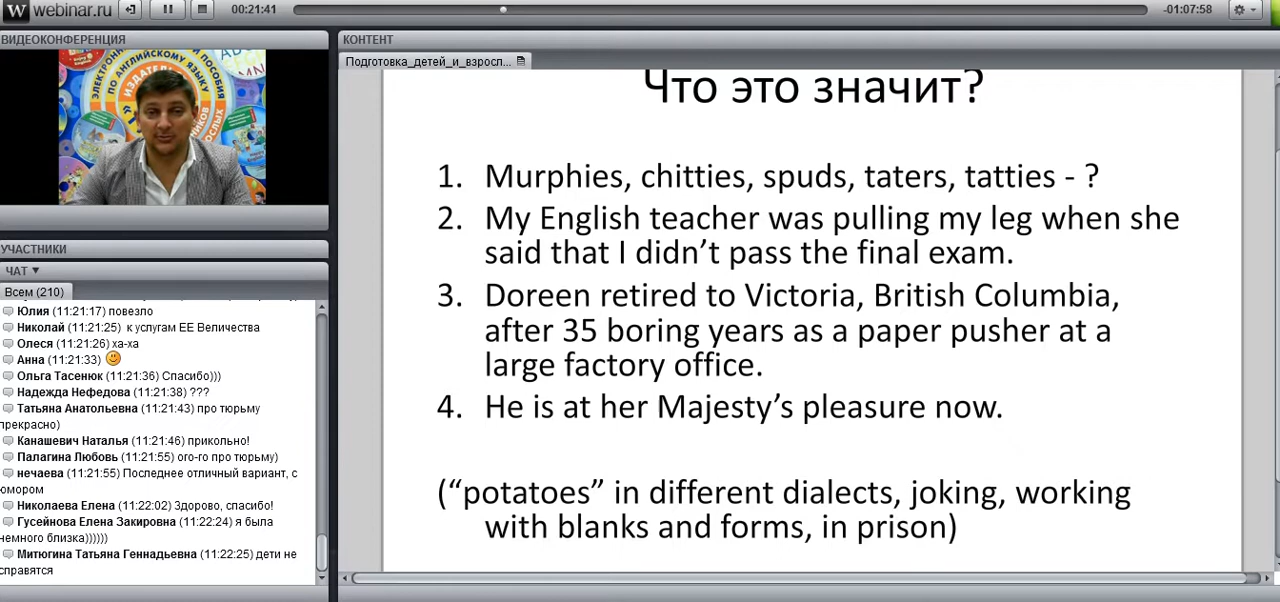 W webinar.ru
00:21:41
-01:07:58
ВИДЕОКОНФЕРЕНЦИЯ
ЭЛЕКТРОННЫЕ ПОСОБИЯ
ПО АНГЛИЙСКОМУ ЯЗЫКУ
УЧАСТНИКИ
ЧАТ
Всем (210)
Юлия (11:21:17) повезло
Николай (11:21:25) к услугам ЕЕ Величества
Олеся (11:21:26) ха-ха
Анна (11:21:33)
Ольга Тасенюк (11:21:36) Спасибо)))
Надежда Нефедова (11:21:38) ???
Татьяна Анатольевна (11:21:43) про тюрьму
прекрасно)
Канашевич Наталья (11:21:46) прикольно!
Палагина Любовь (11:21:55) ого-го про тюрьму)
нечаева (11:21:55) Последнее отличный вариант, с
юмором
Николаева Елена (11:22:02) Здорово, спасибо!
Гусейнова Елена Закировна (11:22:24) я была
немного близка))))))
Митюгина Татьяна Геннадьевна (11:22:25) дети не
справятся
КОНТЕНТ
Подготовка_детей_и_взросл...
Что это значит?
1. Murphies, chitties, spuds, taters, tatties - ?
2. My English teacher was pulling my leg when she
said that I didn’t pass the final exam.
3. Doreen retired to Victoria, British Columbia,
after 35 boring years as a paper pusher at a
large factory office.
4. He is at her Majesty’s pleasure now.
(“potatoes” in different dialects, joking, working
with blanks and forms, in prison)